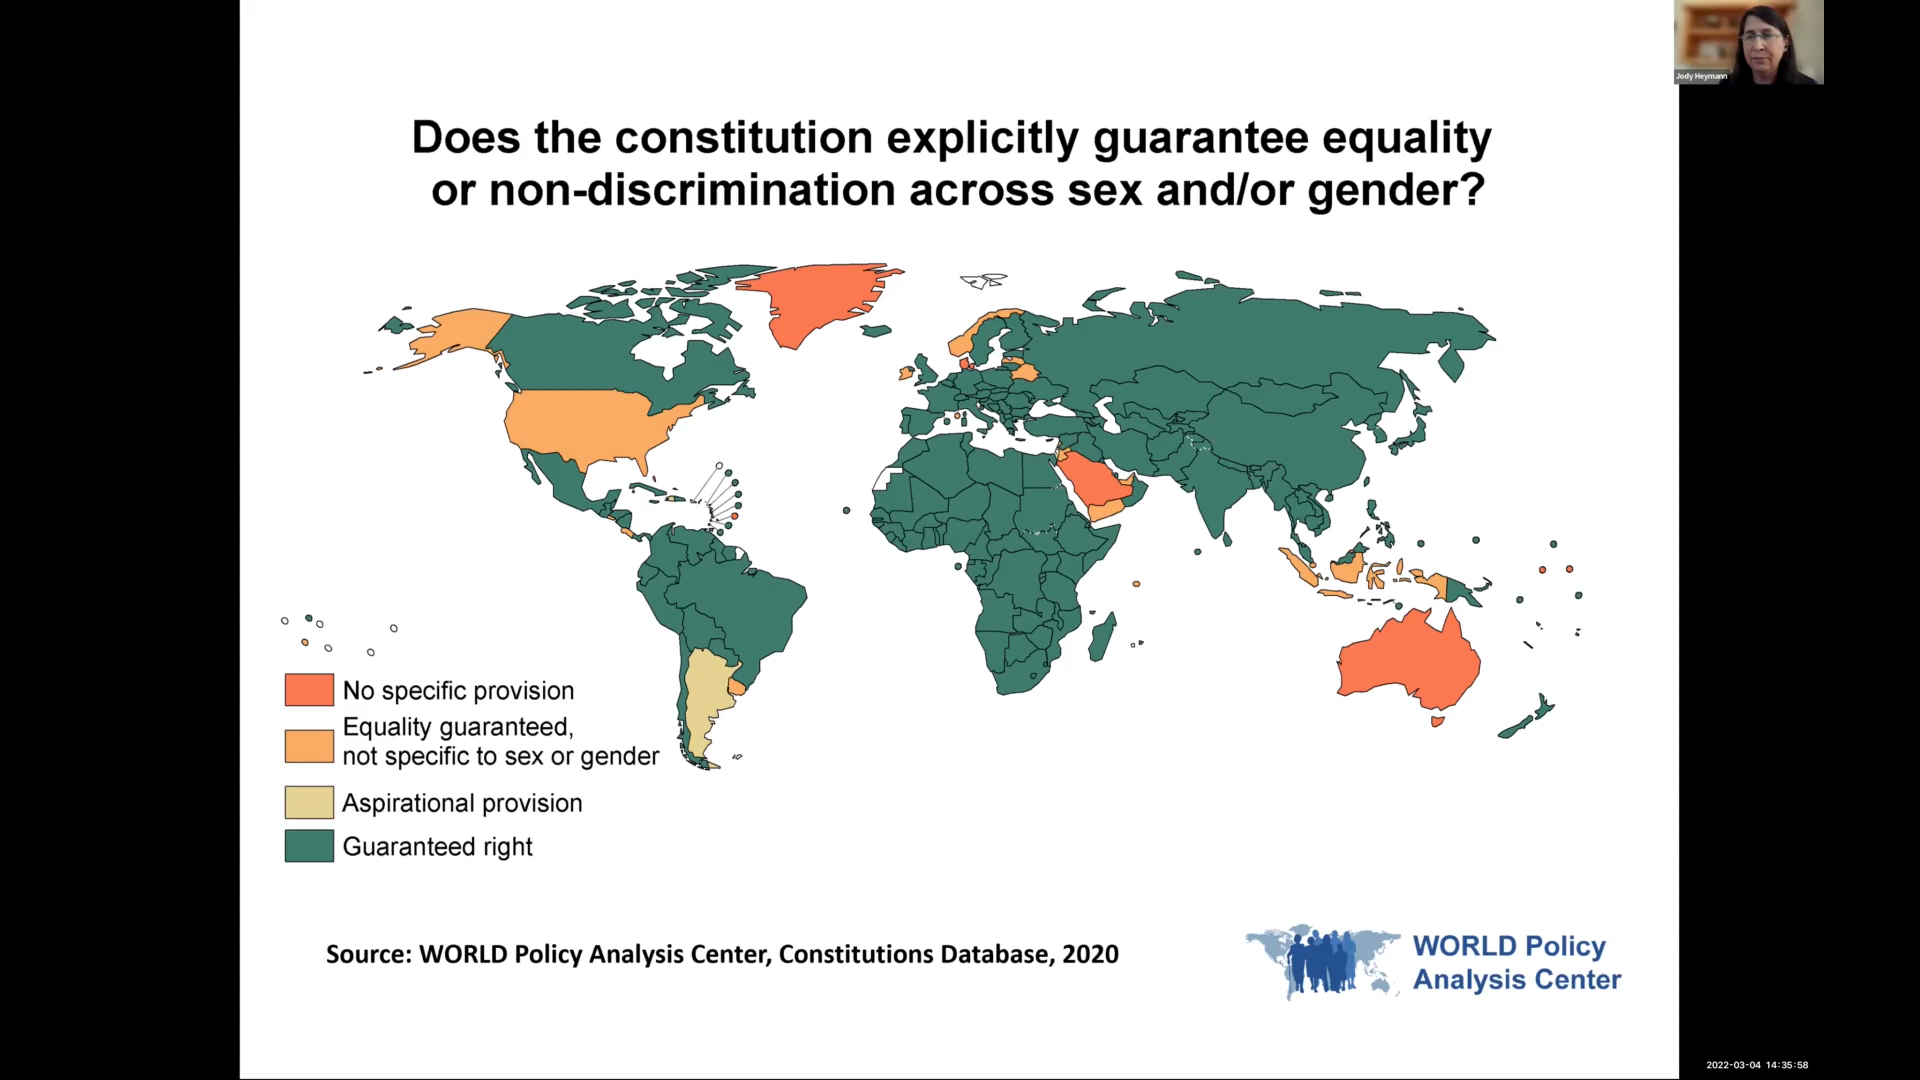 Jody Heymann
Does the constitution explicitly guarantee equality
or non-discrimination across sex and/or gender?
No specific provision
Equality guaranteed,
not specific to sex or gender
Aspirational provision
Guaranteed right
Source: WORLD Policy Analysis Center, Constitutions Database, 2020
WORLD Policy
Analysis Center
2022-03-04 14:35:58